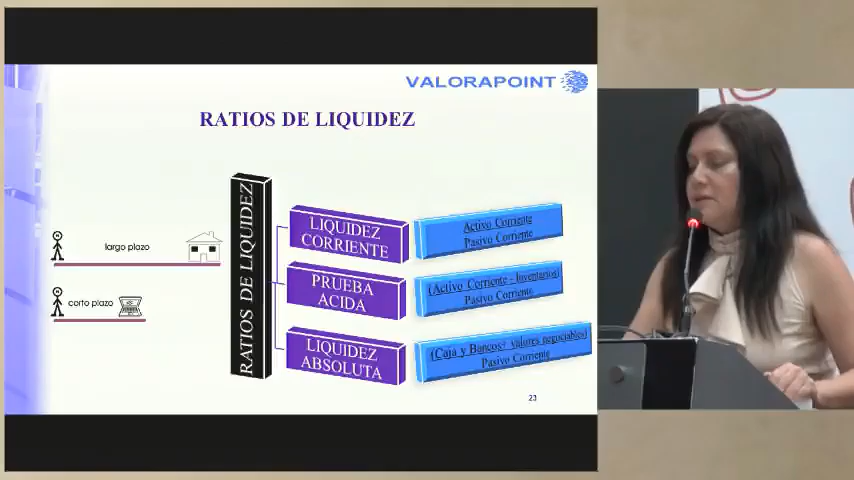 VALORAPOINT
RATIOS DE LIQUIDEZ
largo plazo
corto plazo
RATIOS DE LIQUIDEZ
LIQUIDEZ
CORRIENTE
Activo Corriente
Pasivo Corriente
PRUEBA
ACIDA
(Activo Corriente - Inventarios)
Pasivo Corriente
LIQUIDEZ
ABSOLUTA
(Caja y Bancos+ valores negociables)
Pasivo Corriente
23